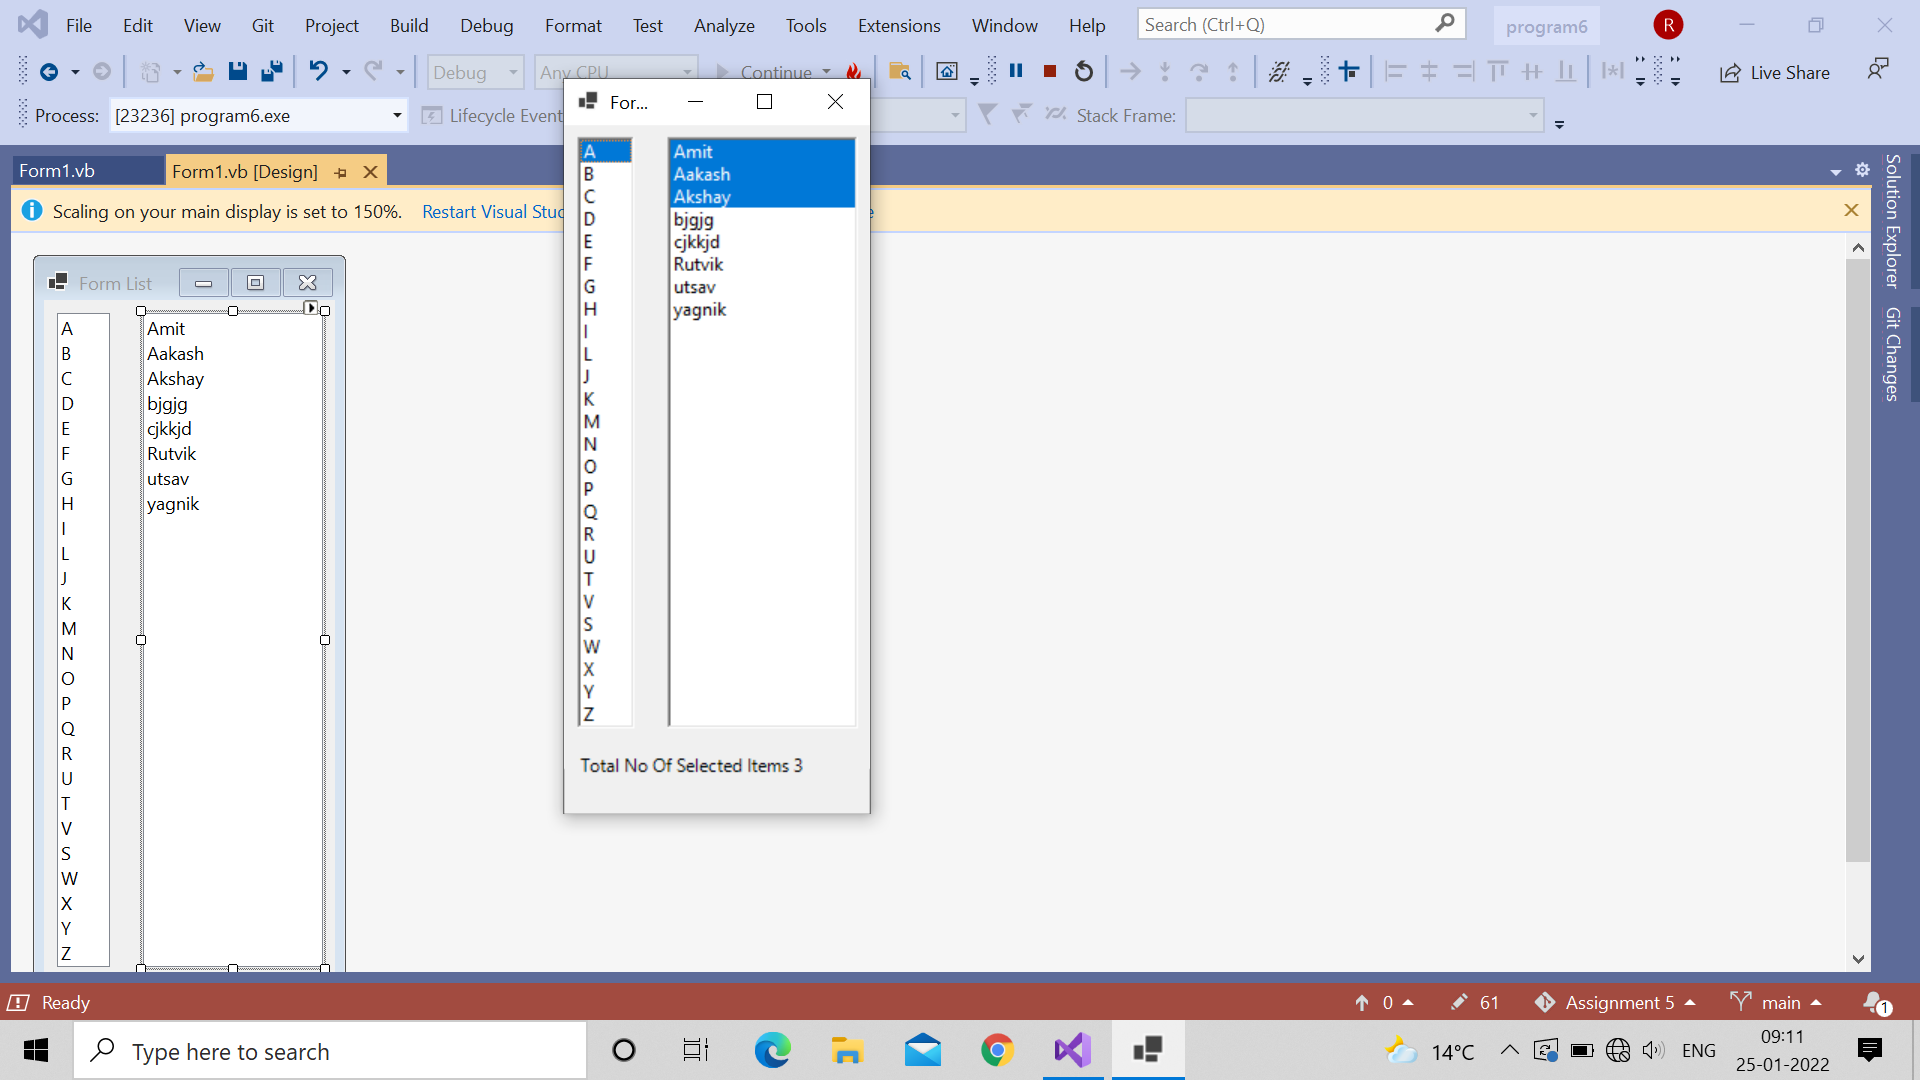 File Edit View Git Project Build Debug Format Test Analyze Tools Extensions Window Help Search (Ctrl+Q) program6 R
Debug Any CPU Continue Live Share
Process: [23236] program6.exe Lifecycle Event Stack Frame:
Form1.vb Form1.vb [Design]
Scaling on your main display is set to 150%. Restart Visual Stud e
Form List
A
B
C
D
E
F
G
H
I
L
J
K
M
N
O
P
Q
R
U
T
V
S
W
X
Y
Z
Amit
Aakash
Akshay
bjgjg
cjkkjd
Rutvik
utsav
yagnik
For...
A
B
C
D
E
F
G
H
I
L
J
K
M
N
O
P
Q
R
U
T
V
S
W
X
Y
Z
Amit
Aakash
Akshay
bjgjg
cjkkjd
Rutvik
utsav
yagnik
Total No Of Selected Items 3
Solution Explorer
Git Changes
Ready 0 61 Assignment 5 main 1
Type here to search 14°C ENG 09:11
25-01-2022